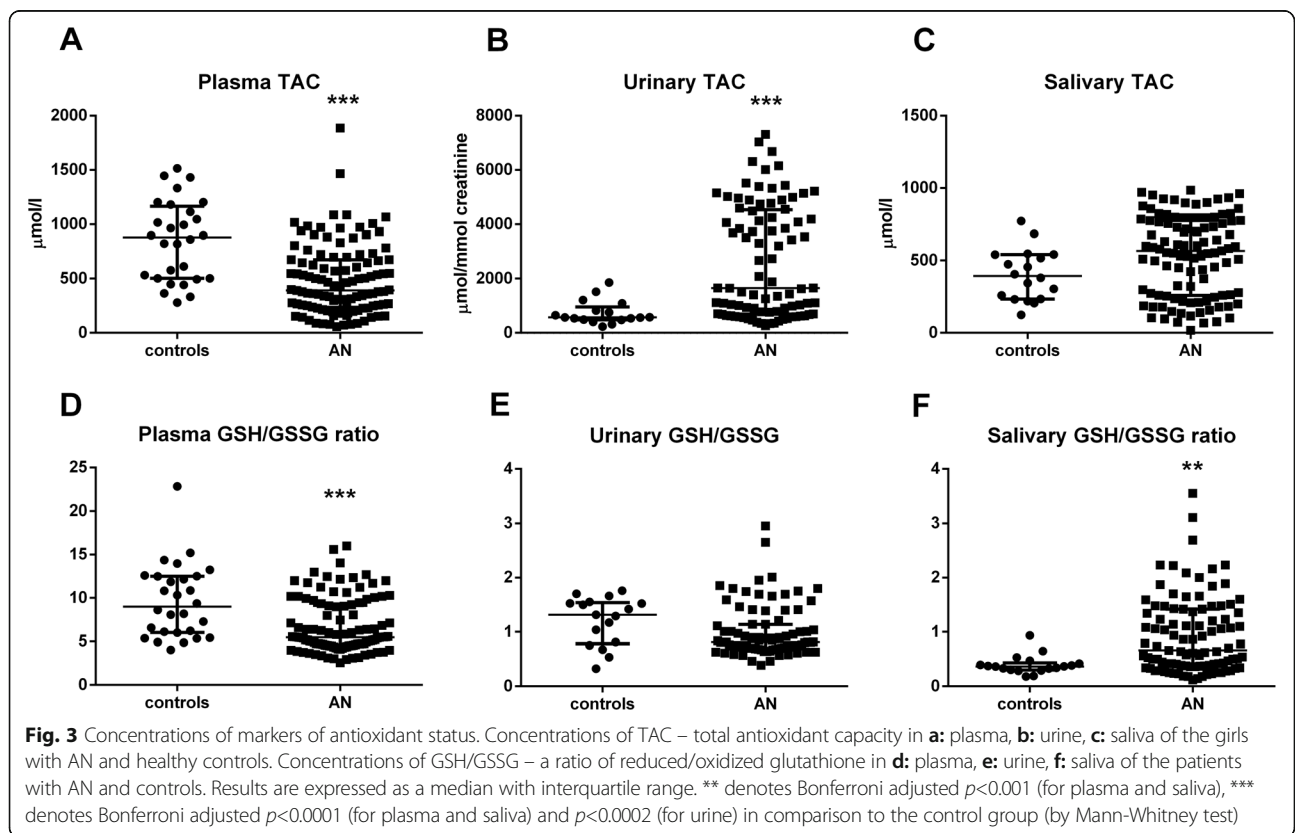 A
Plasma TAC
***
μmol/l
2000
1500
1000
500
0
controls
AN
B
Urinary TAC
***
μmol/mmol creatinine
8000
6000
4000
2000
0
controls
AN
C
Salivary TAC
μmol/l
1500
1000
500
0
controls
AN
D
Plasma GSH/GSSG ratio
***
25
20
15
10
5
0
controls
AN
E
Urinary GSH/GSSG
4
3
2
1
0
controls
AN
F
Salivary GSH/GSSG ratio
**
4
3
2
1
0
controls
AN
Fig. 3 Concentrations of markers of antioxidant status. Concentrations of TAC – total antioxidant capacity in a: plasma, b: urine, c: saliva of the girls
with AN and healthy controls. Concentrations of GSH/GSSG – a ratio of reduced/oxidized glutathione in d: plasma, e: urine, f: saliva of the patients
with AN and controls. Results are expressed as a median with interquartile range. ** denotes Bonferroni adjusted p<0.001 (for plasma and saliva), ***
denotes Bonferroni adjusted p<0.0001 (for plasma and saliva) and p<0.0002 (for urine) in comparison to the control group (by Mann-Whitney test)